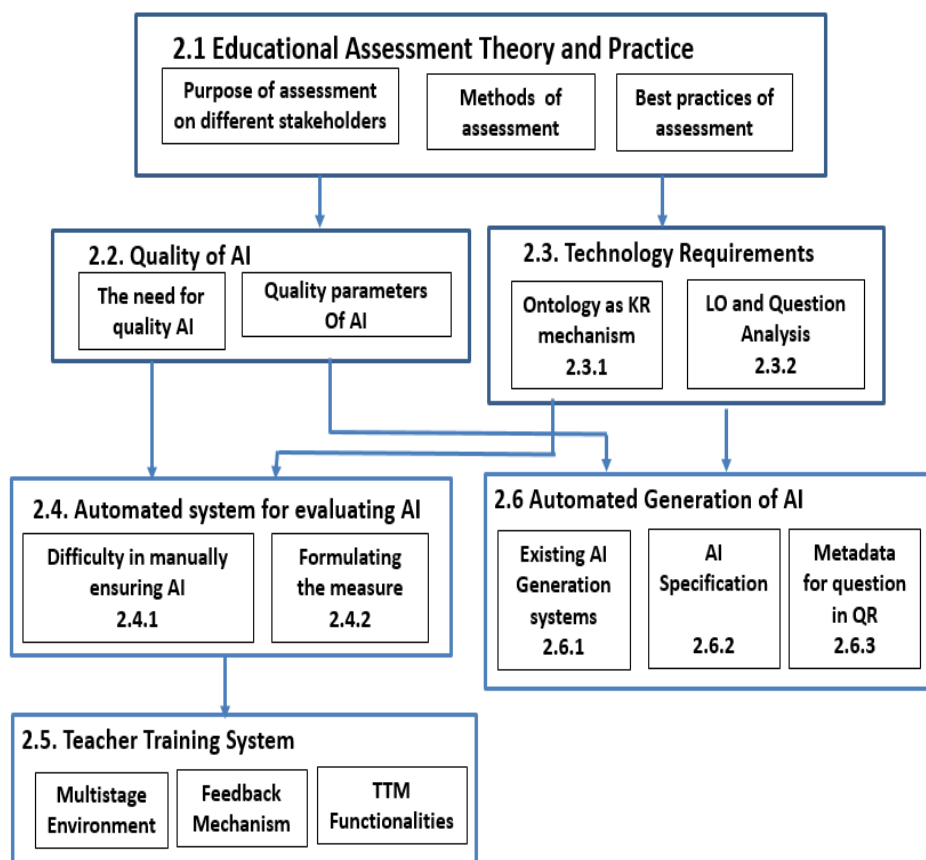 2.1 Educational Assessment Theory and Practice
Purpose of assessment
on different stakeholders
Methods of
assessment
Best practices of
assessment
2.2. Quality of AI
The need for
quality AI
Quality parameters
Of AI
2.3. Technology Requirements
Ontology as KR
mechanism
2.3.1
LO and Question
Analysis
2.3.2
2.4. Automated system for evaluating AI
Difficulty in manually
ensuring AI
2.4.1
Formulating
the measure
2.4.2
2.6 Automated Generation of AI
Existing AI
Generation
systems
2.6.1
AI
Specification
2.6.2
Metadata
for question
in QR
2.6.3
2.5. Teacher Training System
Multistage
Environment
Feedback
Mechanism
TTM
Functionalities